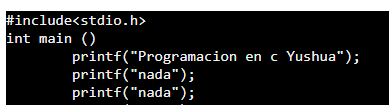 #include<stdio.h>
int main ()
printf("Programacion en c Yushua");
printf("nada");
printf("nada");